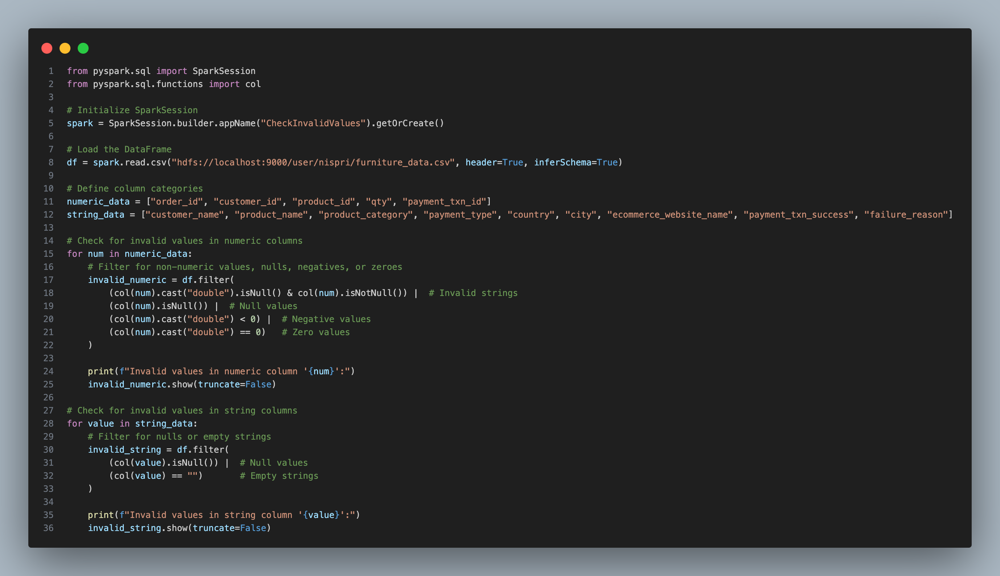 1 from pyspark.sql import SparkSession
2 from pyspark.sql.functions import col
3
4 # Initialize SparkSession
5 spark = SparkSession.builder.appName("CheckInvalidValues").getOrCreate()
6
7 # Load the DataFrame
8 df = spark.read.csv("hdfs://localhost:9000/user/nispri/furniture_data.csv", header=True, inferSchema=True)
9
10 # Define column categories
11 numeric_data = ["order_id", "customer_id", "product_id", "qty", "payment_txn_id"]
12 string_data = ["customer_name", "product_name", "product_category", "payment_type", "country", "city", "ecommerce_website_name", "payment_txn_success", "failure_reason"]
13
14 # Check for invalid values in numeric columns
15 for num in numeric_data:
16     # Filter for non-numeric values, nulls, negatives, or zeroes
17     invalid_numeric = df.filter(
18         (col(num).cast("double").isNull() & col(num).isNotNull()) |  # Invalid strings
19         (col(num).isNull()) |  # Null values
20         (col(num).cast("double") < 0) |  # Negative values
21         (col(num).cast("double") == 0)   # Zero values
22     )
23
24     print(f"Invalid values in numeric column '{num}':")
25     invalid_numeric.show(truncate=False)
26
27 # Check for invalid values in string columns
28 for value in string_data:
29     # Filter for nulls or empty strings
30     invalid_string = df.filter(
31         (col(value).isNull()) |  # Null values
32         (col(value) == "")       # Empty strings
33     )
34
35     print(f"Invalid values in string column '{value}':")
36     invalid_string.show(truncate=False)